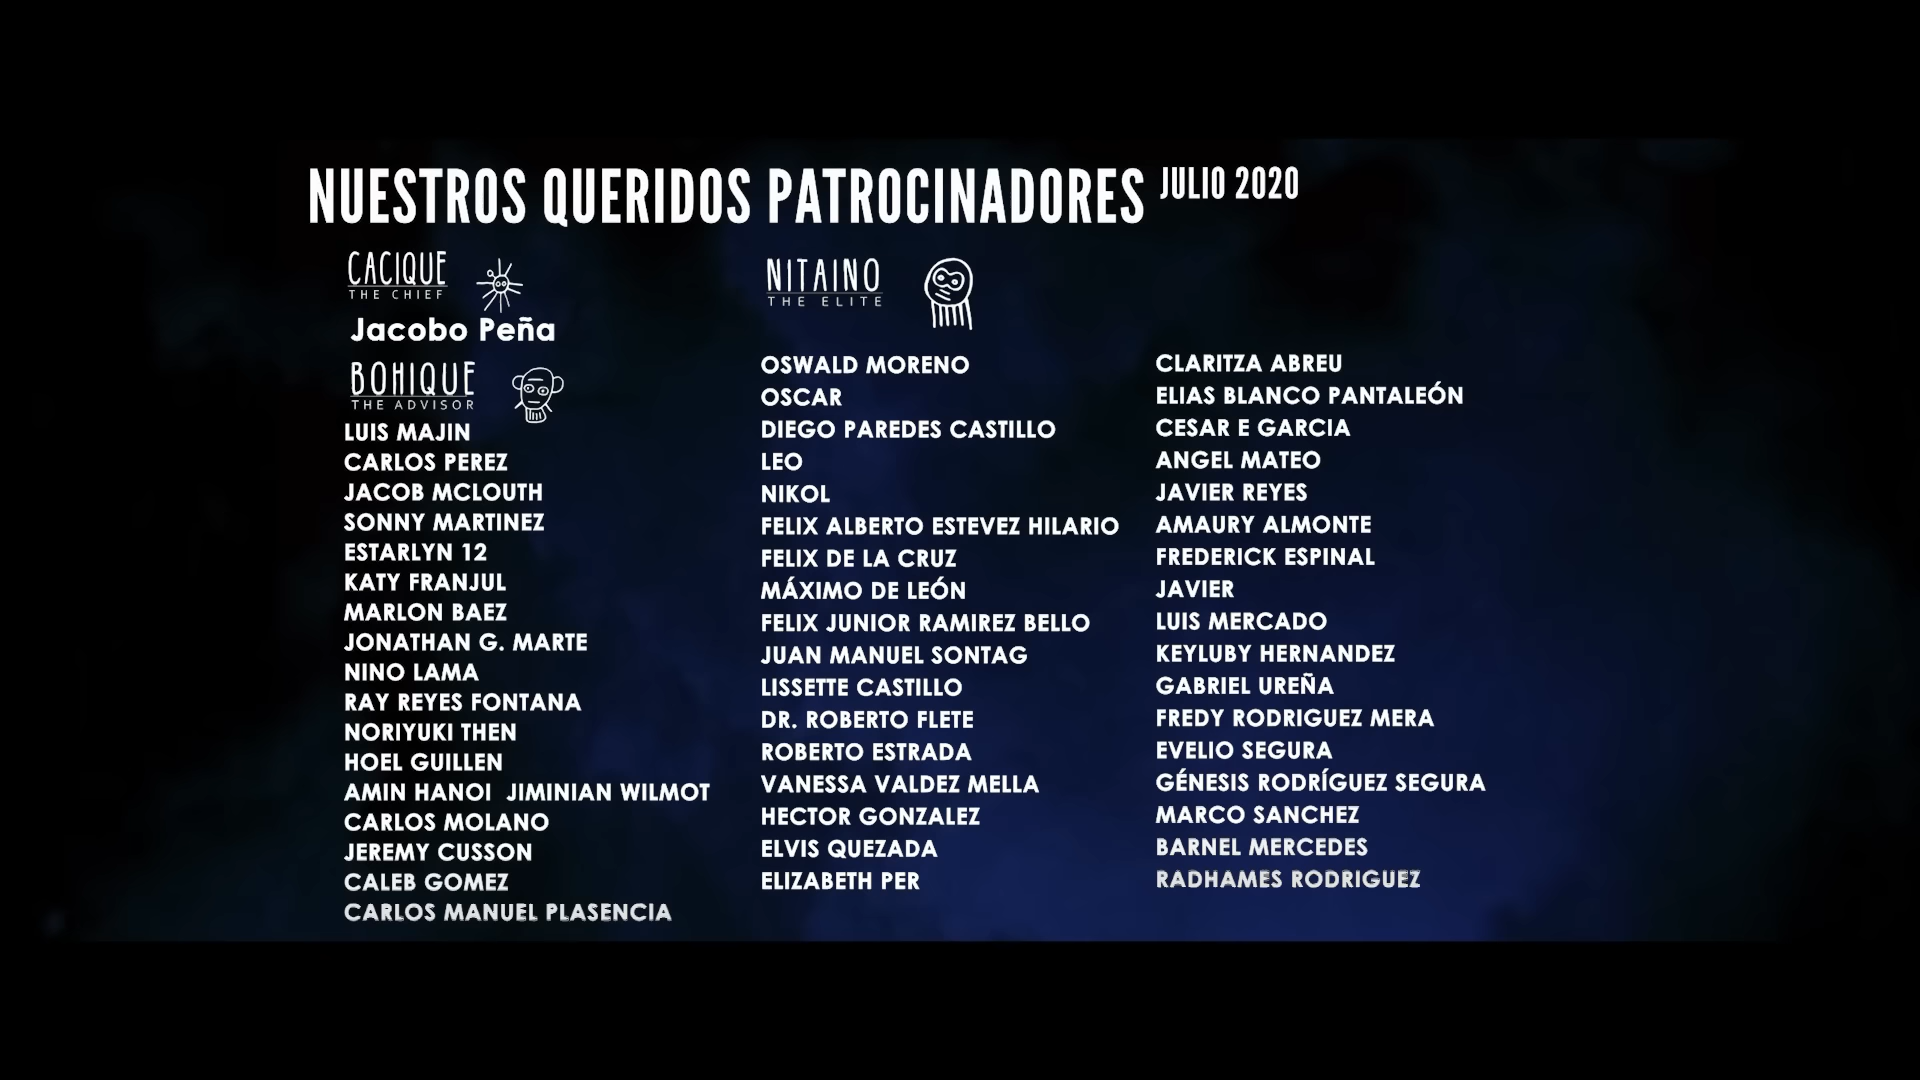 NUESTROS QUERIDOS PATROCINADORES JULIO 2020
CACIQUE
THE CHIEF
Jacobo Peña
BOHIQUE
THE ADVISOR
LUIS MAJIN
CARLOS PEREZ
JACOB MCLOUTH
SONNY MARTINEZ
ESTARLYN 12
KATY FRANJUL
MARLON BAEZ
JONATHAN G. MARTE
NINO LAMA
RAY REYES FONTANA
NORIYUKI THEN
HOEL GUILLEN
AMIN HANOI  JIMINIAN WILMOT
CARLOS MOLANO
JEREMY CUSSON
CALEB GOMEZ
CARLOS MANUEL PLASENCIA
NITAINO
THE ELITE
OSWALD MORENO
OSCAR
DIEGO PAREDES CASTILLO
LEO
NIKOL
FELIX ALBERTO ESTEVEZ HILARIO
FELIX DE LA CRUZ
MÁXIMO DE LEÓN
FELIX JUNIOR RAMIREZ BELLO
JUAN MANUEL SONTAG
LISSETTE CASTILLO
DR. ROBERTO FLETE
ROBERTO ESTRADA
VANESSA VALDEZ MELLA
HECTOR GONZALEZ
ELVIS QUEZADA
ELIZABETH PER
CLARITZA ABREU
ELIAS BLANCO PANTALEÓN
CESAR E GARCIA
ANGEL MATEO
JAVIER REYES
AMAURY ALMONTE
FREDERICK ESPINAL
JAVIER
LUIS MERCADO
KEYLUBY HERNANDEZ
GABRIEL UREÑA
FREDY RODRIGUEZ MERA
EVELIO SEGURA
GÉNESIS RODRÍGUEZ SEGURA
MARCO SANCHEZ
BARNEL MERCEDES
RADHAMES RODRIGUEZ